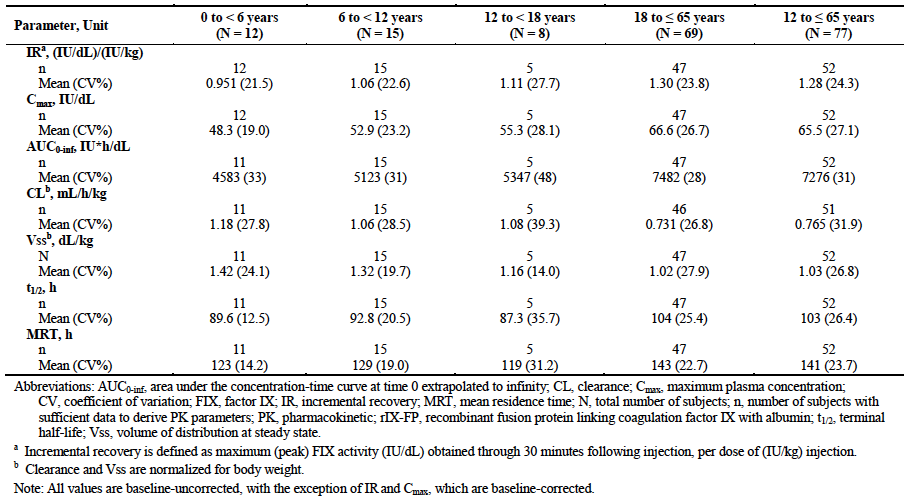 Parameter, Unit 0 to < 6 years (N = 12) 6 to < 12 years (N = 15) 12 to < 18 years (N = 8) 18 to ≤ 65 years (N = 69) 12 to ≤ 65 years (N = 77)
IRᵃ, (IU/dL)/(IU/kg)
n 12 15 5 47 52
Mean (CV%) 0.951 (21.5) 1.06 (22.6) 1.11 (27.7) 1.30 (23.8) 1.28 (24.3)
Cmax, IU/dL
n 12 15 5 47 52
Mean (CV%) 48.3 (19.0) 52.9 (23.2) 55.3 (28.1) 66.6 (26.7) 65.5 (27.1)
AUC0-inf, IU*h/dL
n 11 15 5 47 52
Mean (CV%) 4583 (33) 5123 (31) 5347 (48) 7482 (28) 7276 (31)
CLᵇ, mL/h/kg
n 11 15 5 46 51
Mean (CV%) 1.18 (27.8) 1.06 (28.5) 1.08 (39.3) 0.731 (26.8) 0.765 (31.9)
Vssᵇ, dL/kg
N 11 15 5 47 52
Mean (CV%) 1.42 (24.1) 1.32 (19.7) 1.16 (14.0) 1.02 (27.9) 1.03 (26.8)
t1/2, h
n 11 15 5 47 52
Mean (CV%) 89.6 (12.5) 92.8 (20.5) 87.3 (35.7) 104 (25.4) 103 (26.4)
MRT, h
n 11 15 5 47 52
Mean (CV%) 123 (14.2) 129 (19.0) 119 (31.2) 143 (22.7) 141 (23.7)
Abbreviations: AUC0-inf, area under the concentration-time curve at time 0 extrapolated to infinity; CL, clearance; Cmax, maximum plasma concentration;
CV, coefficient of variation; FIX, factor IX; IR, incremental recovery; MRT, mean residence time; N, total number of subjects; n, number of subjects with
sufficient data to derive PK parameters; PK, pharmacokinetic; rIX-FP, recombinant fusion protein linking coagulation factor IX with albumin; t1/2, terminal
half-life; Vss, volume of distribution at steady state.
ᵃ Incremental recovery is defined as maximum (peak) FIX activity (IU/dL) obtained through 30 minutes following injection, per dose of (IU/kg) injection.
ᵇ Clearance and Vss are normalized for body weight.
Note: All values are baseline-uncorrected, with the exception of IR and Cmax, which are baseline-corrected.